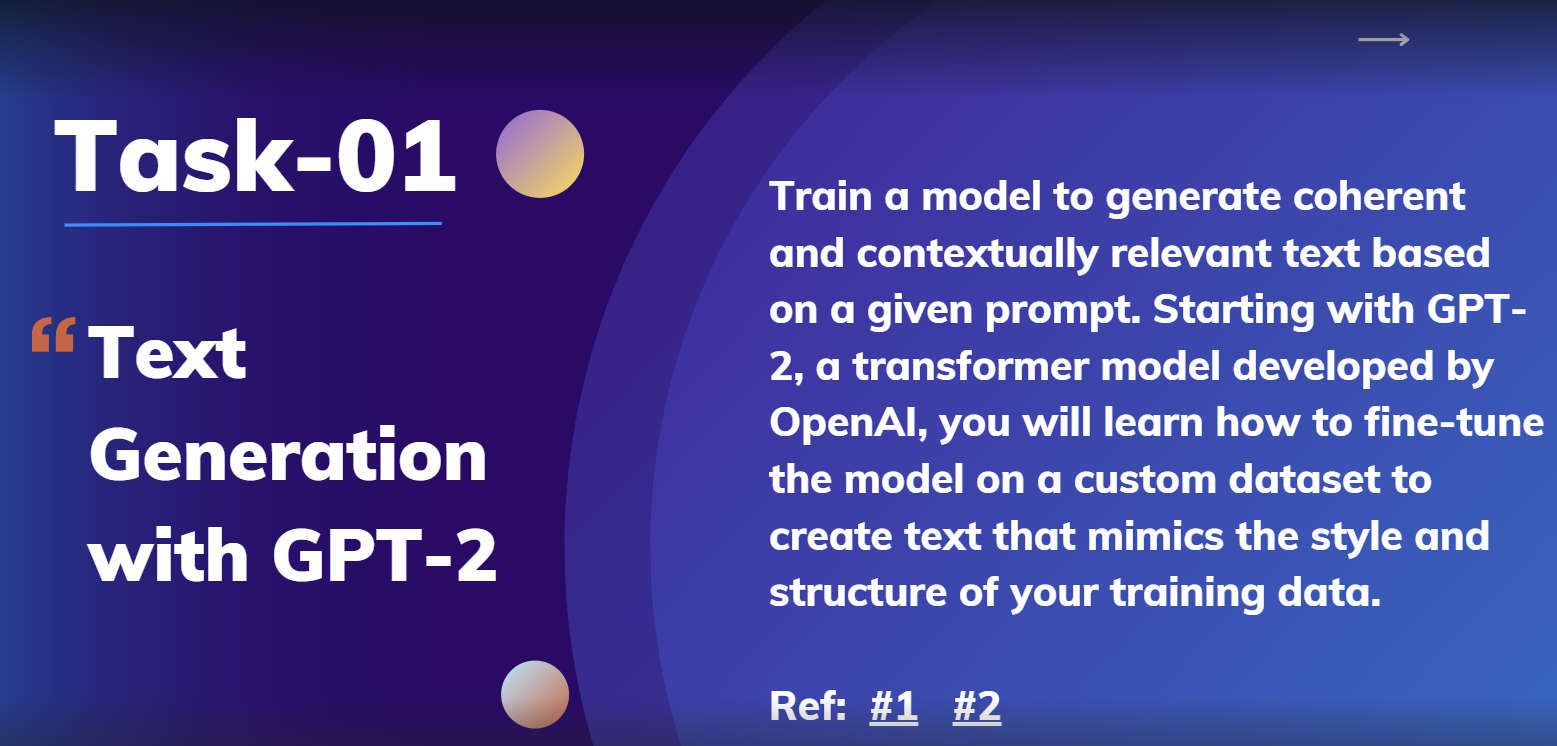 Task-01
“ Text
Generation
with GPT-2
Train a model to generate coherent
and contextually relevant text based
on a given prompt. Starting with GPT-
2, a transformer model developed by
OpenAI, you will learn how to fine-tune
the model on a custom dataset to
create text that mimics the style and
structure of your training data.
Ref: #1 #2